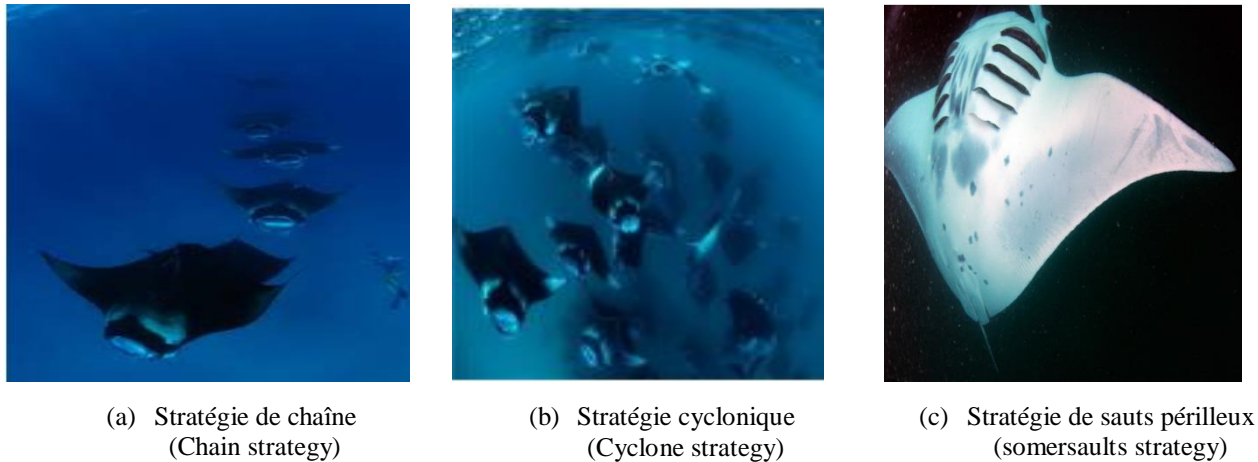 (a) Stratégie de chaîne
(Chain strategy)
(b) Stratégie cyclonique
(Cyclone strategy)
(c) Stratégie de sauts périlleux
(somersaults strategy)